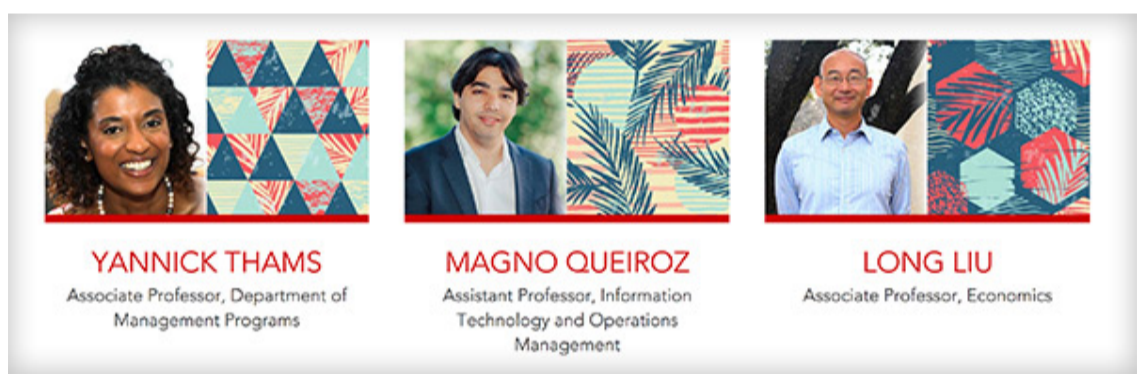 YANNICK THAMS
Associate Professor, Department of
Management Programs
MAGNO QUEIROZ
Assistant Professor, Information
Technology and Operations
Management
LONG LIU
Associate Professor, Economics